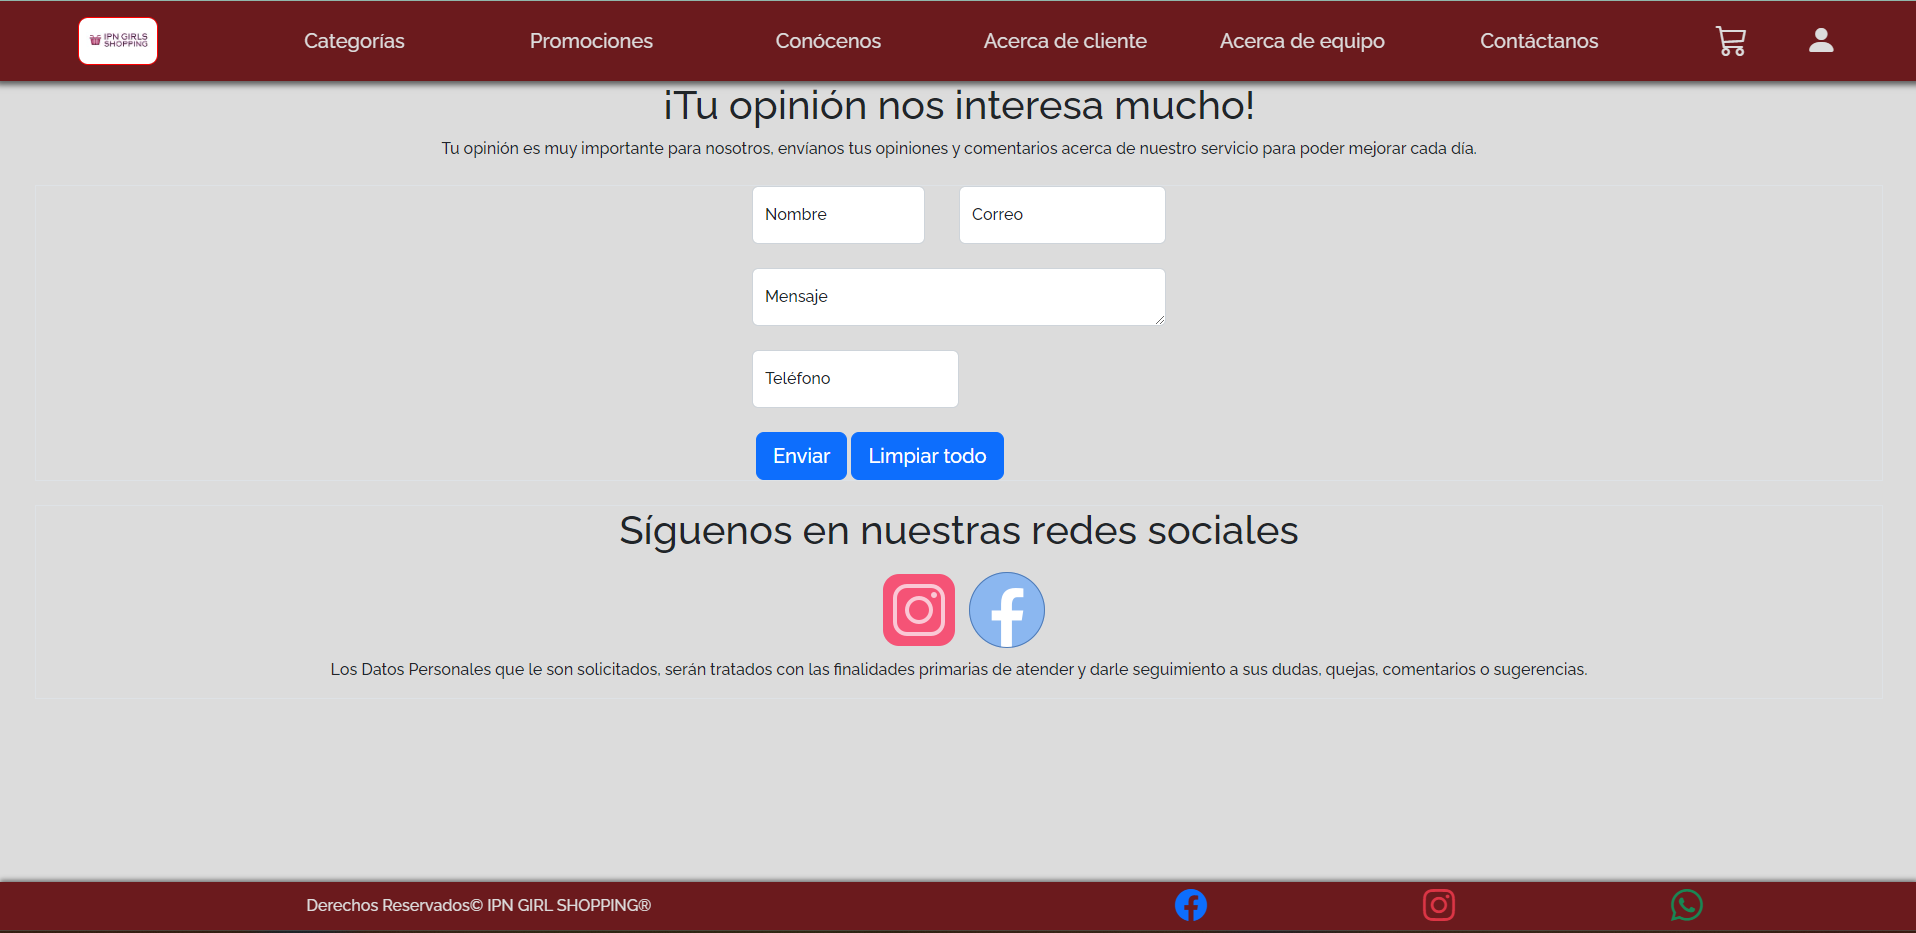 IPN GIRLS
SHOPPING
Categorías
Promociones
Conócenos
Acerca de cliente
Acerca de equipo
Contáctanos
¡Tu opinión nos interesa mucho!
Tu opinión es muy importante para nosotros, envíanos tus opiniones y comentarios acerca de nuestro servicio para poder mejorar cada día.
Nombre
Correo
Mensaje
Teléfono
Enviar
Limpiar todo
Síguenos en nuestras redes sociales
Los Datos Personales que le son solicitados, serán tratados con las finalidades primarias de atender y darle seguimiento a sus dudas, quejas, comentarios o sugerencias.
Derechos Reservados© IPN GIRL SHOPPING®